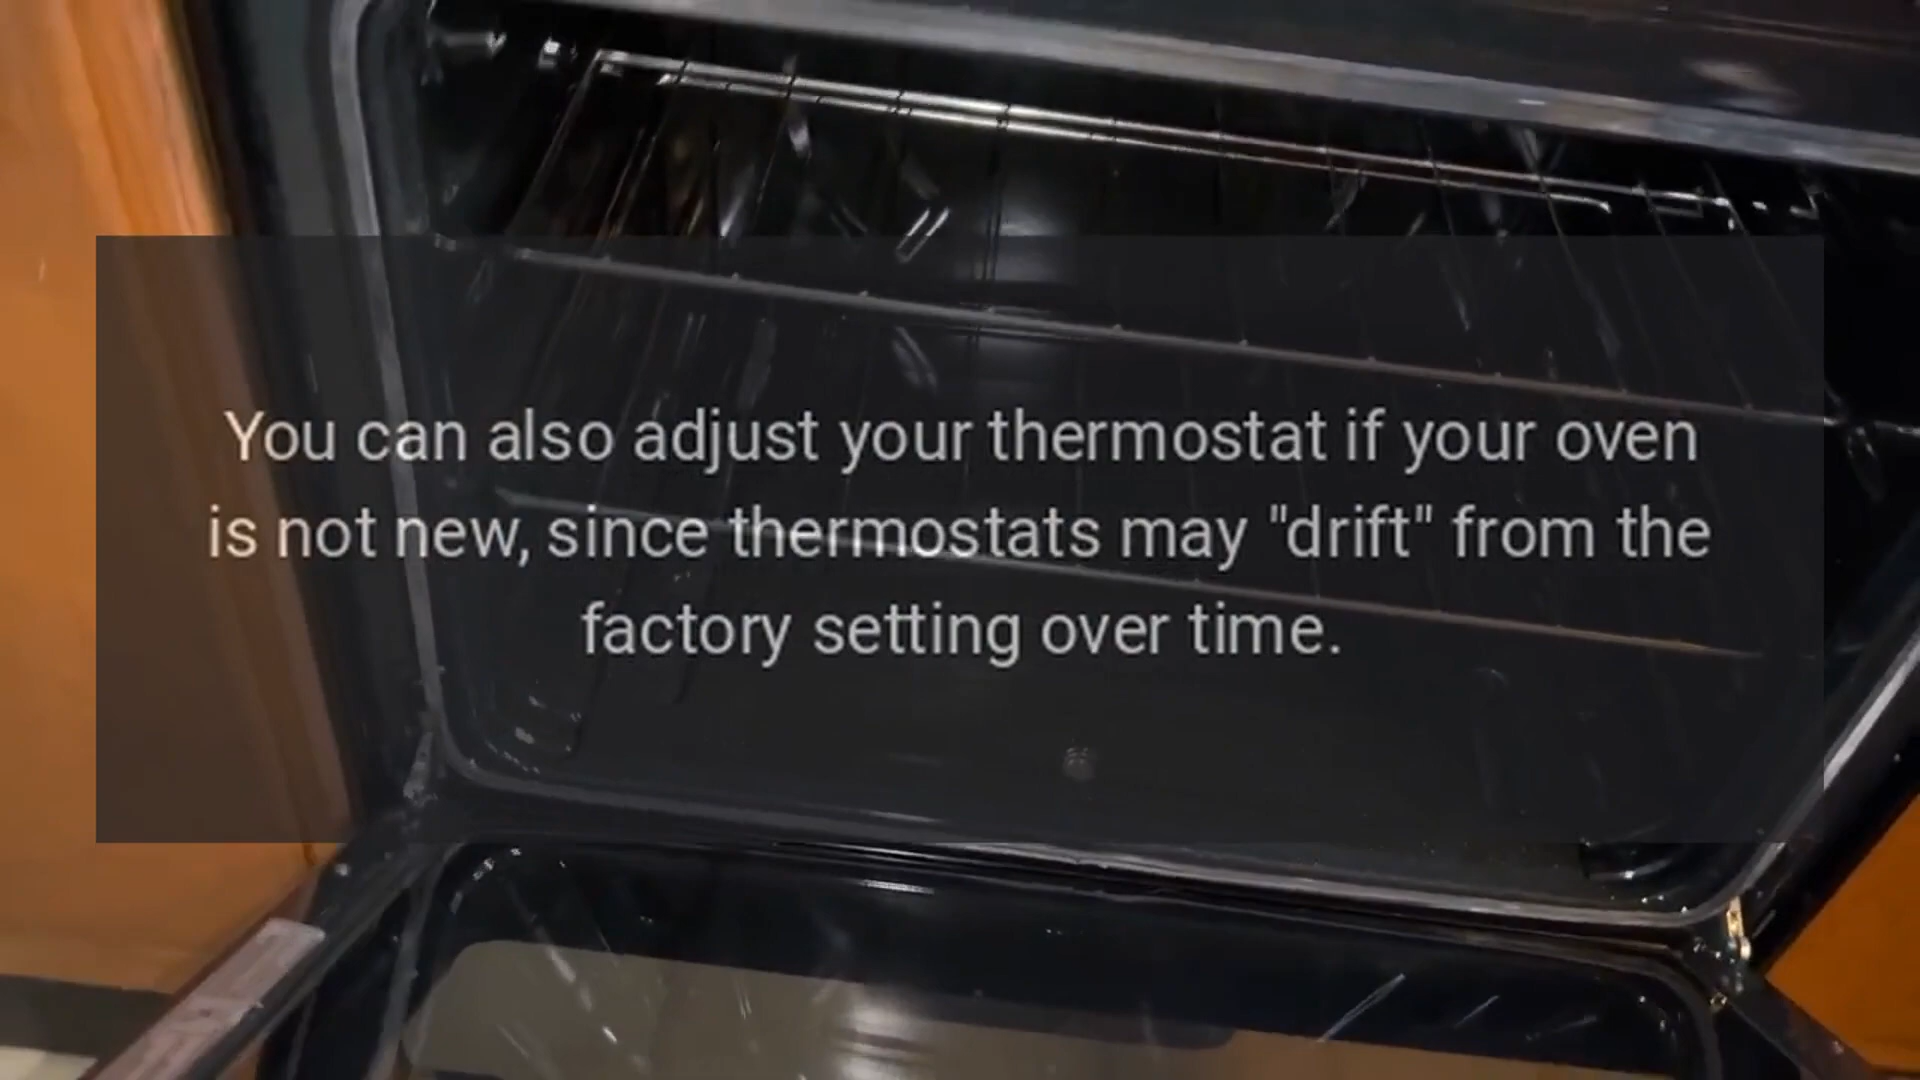 You can also adjust your thermostat if your oven
is not new, since thermostats may "drift" from the
factory setting over time.